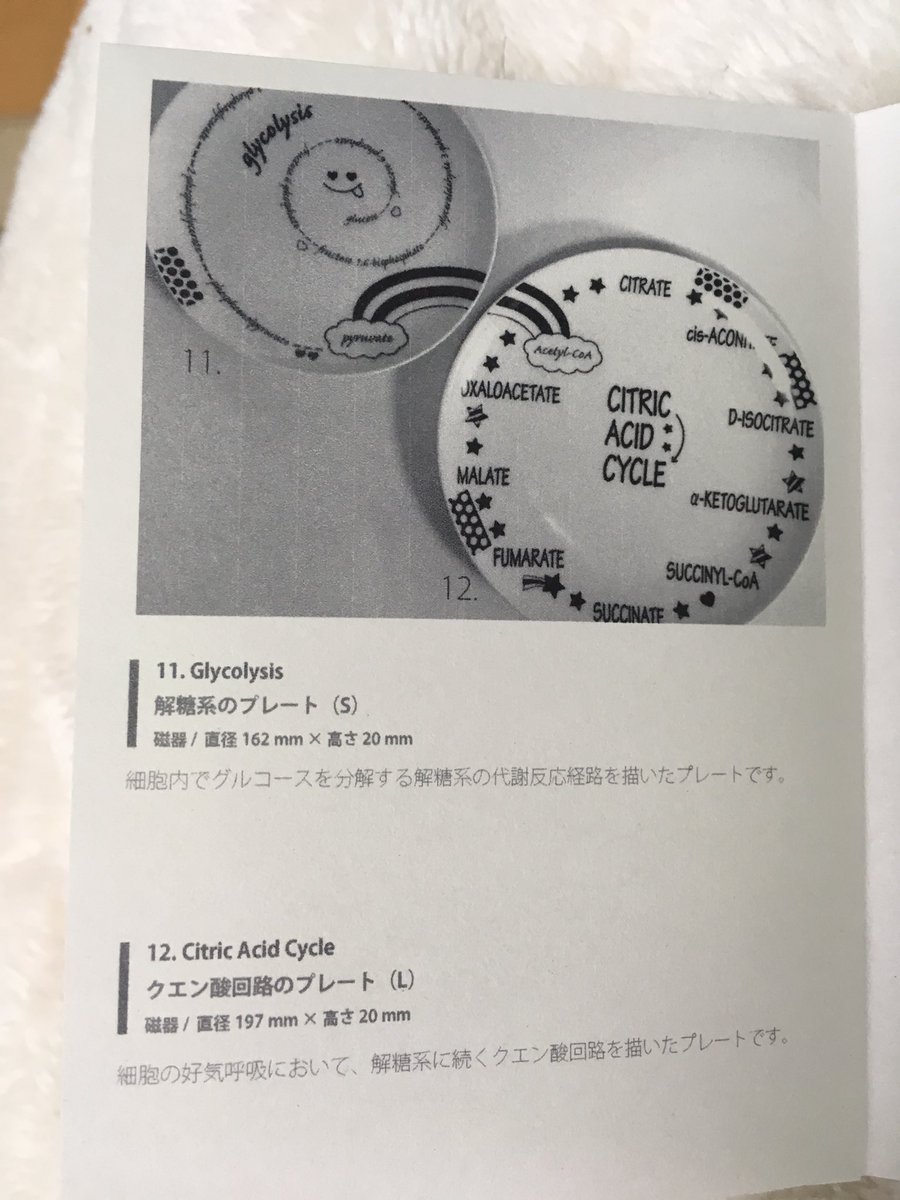 glycolysis
glucose
fructose 1,6-bisphosphate
pyruvate
11.
CITRATE
Acetyl-CoA
OXALOACETATE
CITRIC
ACID
CYCLE
D-ISOCITRATE
MALATE
α-KETOGLUTARATE
FUMARATE
SUCCINYL-CoA
SUCCINATE
12.
11. Glycolysis
解糖系のプレート（S）
磁器 / 直径 162 mm × 高さ 20 mm
細胞内でグルコースを分解する解糖系の代謝反応経路を描いたプレートです。
12. Citric Acid Cycle
クエン酸回路のプレート（L）
磁器 / 直径 197 mm × 高さ 20 mm
細胞の好気呼吸において、解糖系に続くクエン酸回路を描いたプレートです。